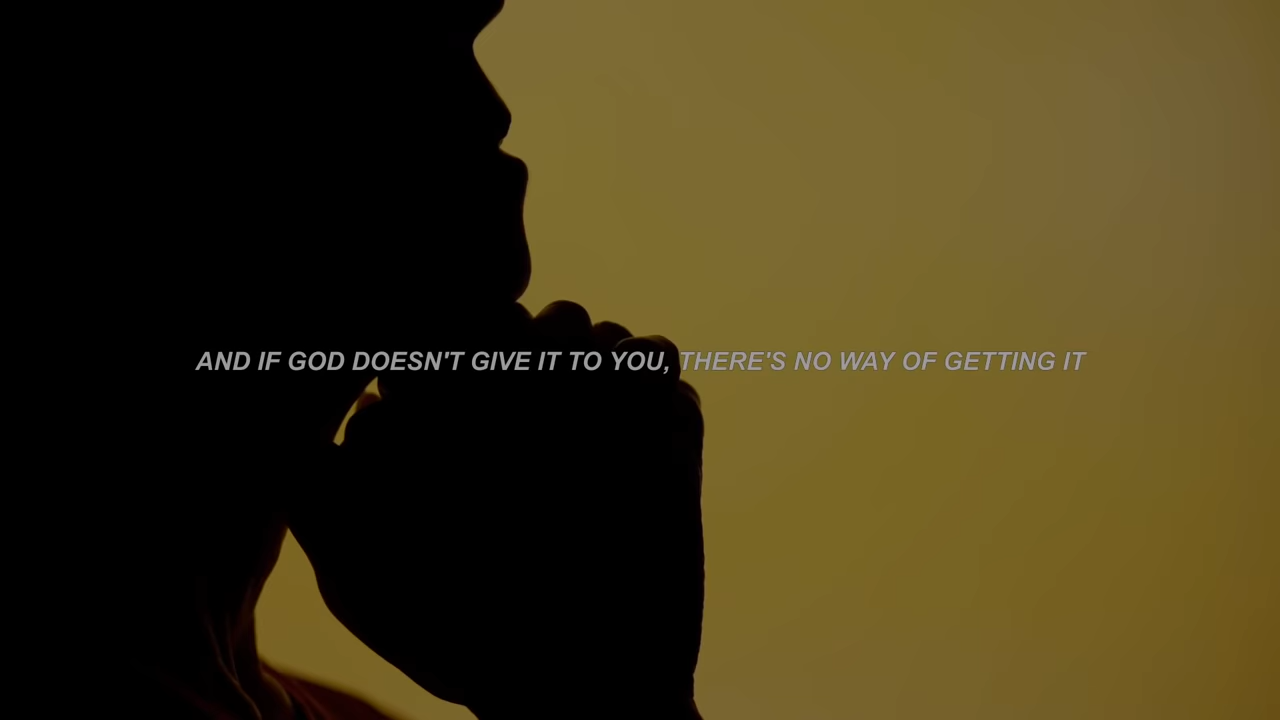 AND IF GOD DOESN'T GIVE IT TO YOU, THERE'S NO WAY OF GETTING IT